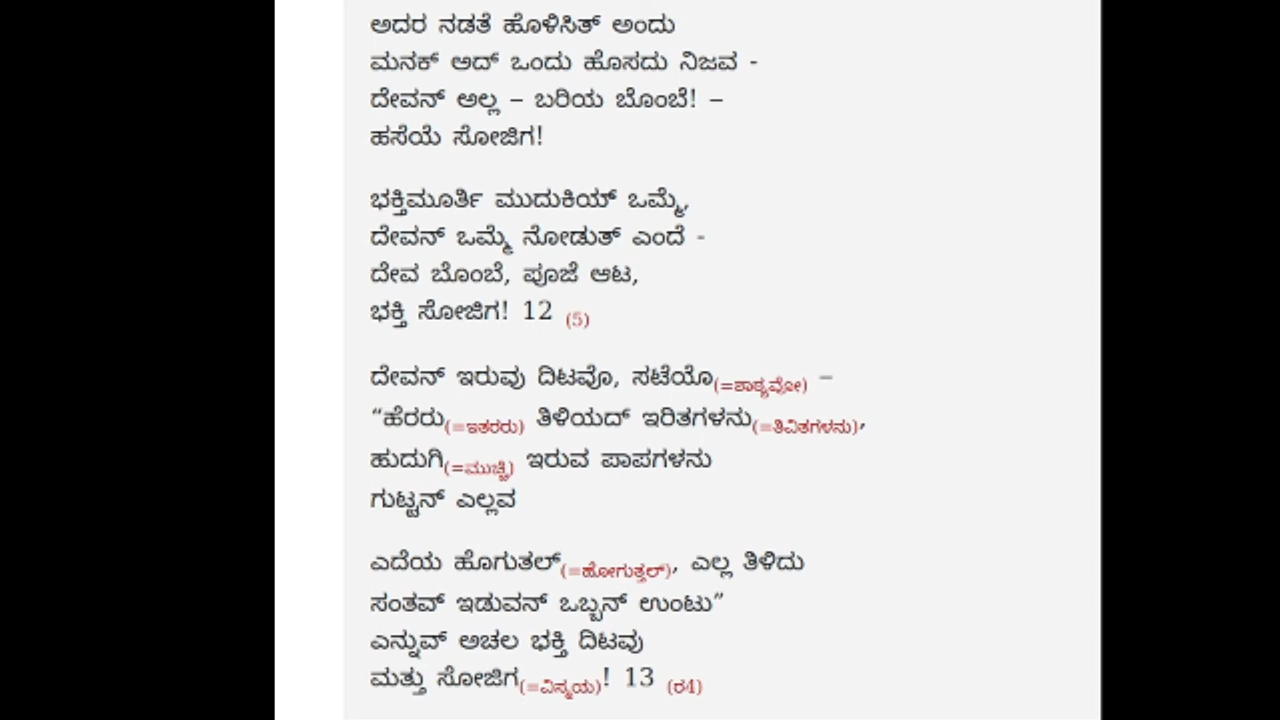 ಅದರ ನಡತೆ ಹೊಳಿಸಿತ್ ಅಂದು
ಮನಕ್ ಅದ್ ಒಂದು ಹೊಸದು ನಿಜವ -
ದೇವನ್ ಅಲ್ಲ – ಬರಿಯ ಬೊಂಬೆ! –
ಹಸೆಯೆ ಸೋಜಿಗ!
ಭಕ್ತಿಮೂರ್ತಿ ಮುದುಕಿಯ್ ಒಮ್ಮೆ,
ದೇವನ್ ಒಮ್ಮೆ ನೋಡುತ್ ಎಂದೆ -
ದೇವ ಬೊಂಬೆ, ಪೂಜೆ ಆಟ,
ಭಕ್ತಿ ಸೋಜಿಗ! 12 (5)
ದೇವನ್ ಇರುವು ದಿಟವೊ, ಸಟೆಯೊ(=ಶಾಠ್ಯವೋ) –
“ಹೆರರು(=ಇತರರು) ತಿಳಿಯದ್ ಇರಿತಗಳನು(=ತಿವಿತಗಳನು),
ಹುದುಗಿ(=ಮುಚ್ಚಿ) ಇರುವ ಪಾಪಗಳನು
ಗುಟ್ಟನ್ ಎಲ್ಲವ
ಎದೆಯ ಹೊಗುತಲ್(=ಹೋಗುತ್ತಲ್), ಎಲ್ಲ ತಿಳಿದು
ಸಂತವ್ ಇಡುವನ್ ಒಬ್ಬನ್ ಉಂಟು”
ಎನ್ನುವ್ ಅಚಲ ಭಕ್ತಿ ದಿಟವು
ಮತ್ತು ಸೋಜಿಗ(=ವಿಸ್ಮಯ)! 13 (ರ4)